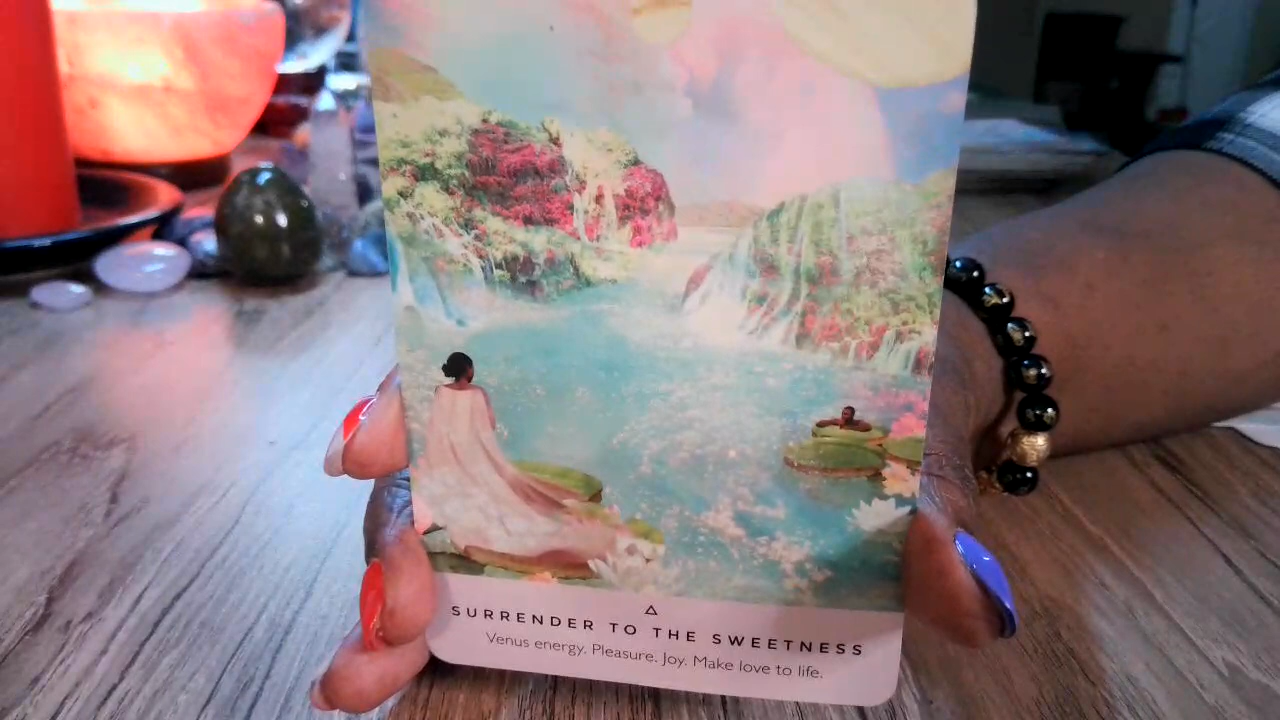 SURRENDER TO THE SWEETNESS
Venus energy. Pleasure. Joy. Make love to life.